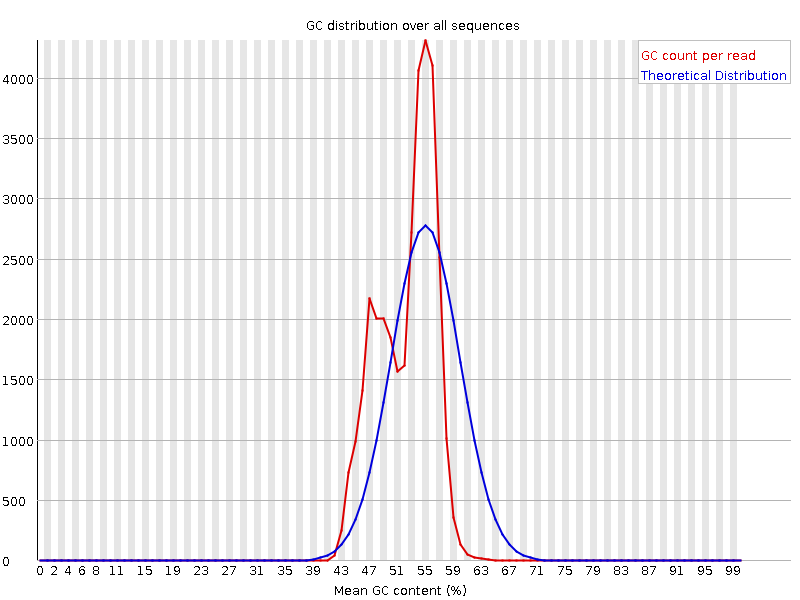 GC distribution over all sequences
GC count per read
Theoretical Distribution
4000
3500
3000
2500
2000
1500
1000
500
0
0 2 4 6 8 11 15 19 23 27 31 35 39 43 47 51 55 59 63 67 71 75 79 83 87 91 95 99
Mean GC content (%)